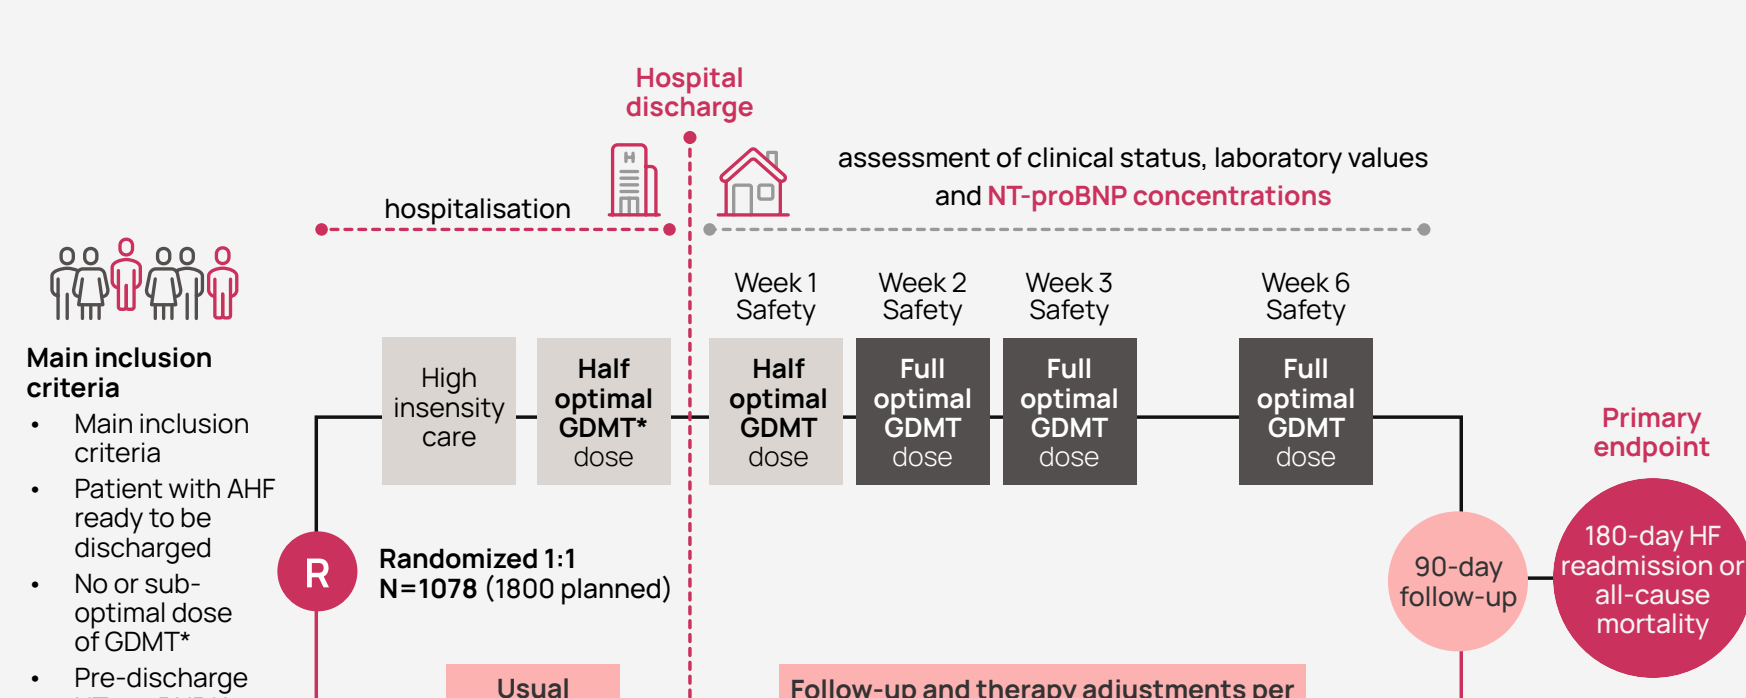 Hospital
discharge
H
assessment of clinical status, laboratory values
and NT-proBNP concentrations
hospitalisation
Week 1
Safety
Week 2
Safety
Week 3
Safety
Week 6
Safety
Main inclusion
criteria
• Main inclusion
criteria
• Patient with AHF
ready to be
discharged
• No or sub-
optimal dose
of GDMT*
• Pre-discharge
High
insensity
care
Half
optimal
GDMT*
dose
Half
optimal
GDMT
dose
Full
optimal
GDMT
dose
Full
optimal
GDMT
dose
Full
optimal
GDMT
dose
R
Randomized 1:1
N=1078 (1800 planned)
90-day
follow-up
Primary
endpoint
180-day HF
readmission or
all-cause
mortality
Usual
Follow-up and therapy adjustments per